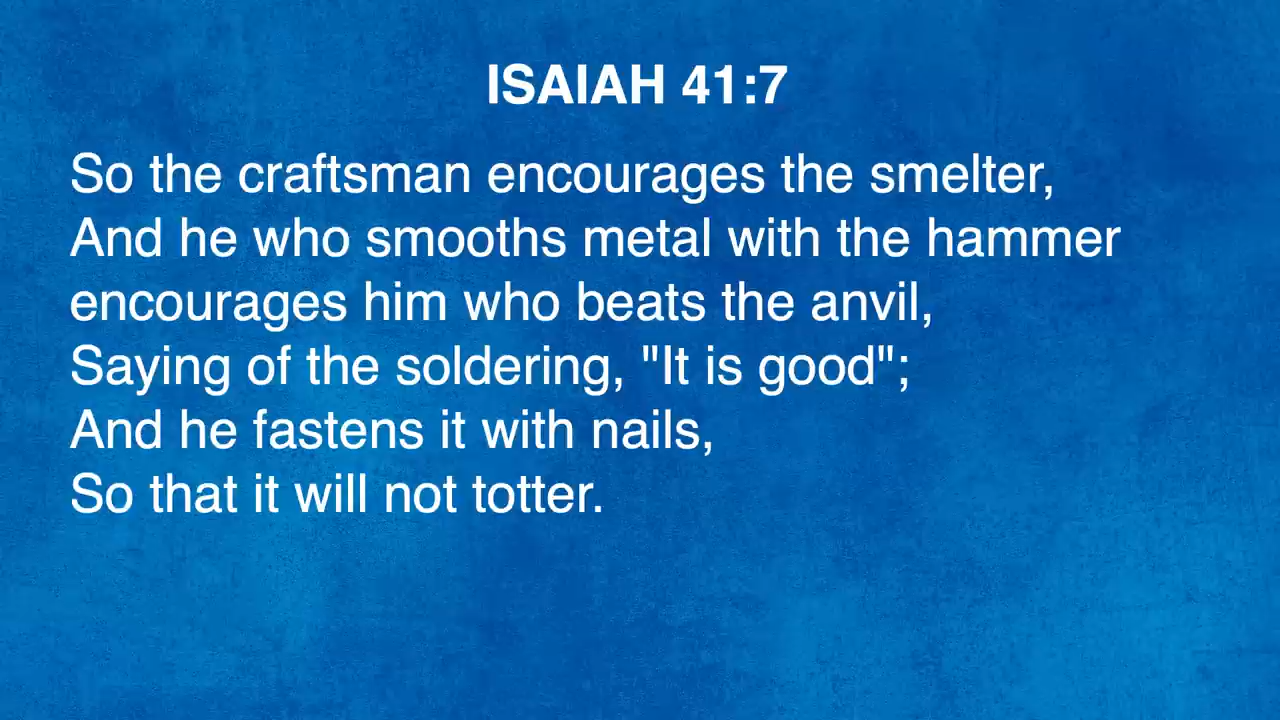 ISAIAH 41:7
So the craftsman encourages the smelter,
And he who smooths metal with the hammer
encourages him who beats the anvil,
Saying of the soldering, "It is good";
And he fastens it with nails,
So that it will not totter.